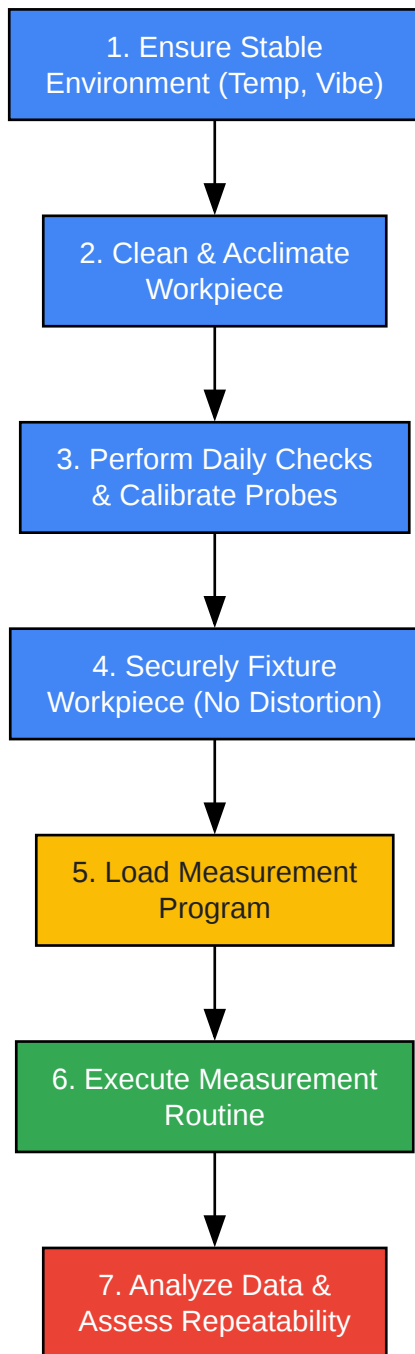 1. Ensure Stable
Environment (Temp, Vibe)
2. Clean & Acclimate
Workpiece
3. Perform Daily Checks
& Calibrate Probes
4. Securely Fixture
Workpiece (No Distortion)
5. Load Measurement
Program
6. Execute Measurement
Routine
7. Analyze Data &
Assess Repeatability